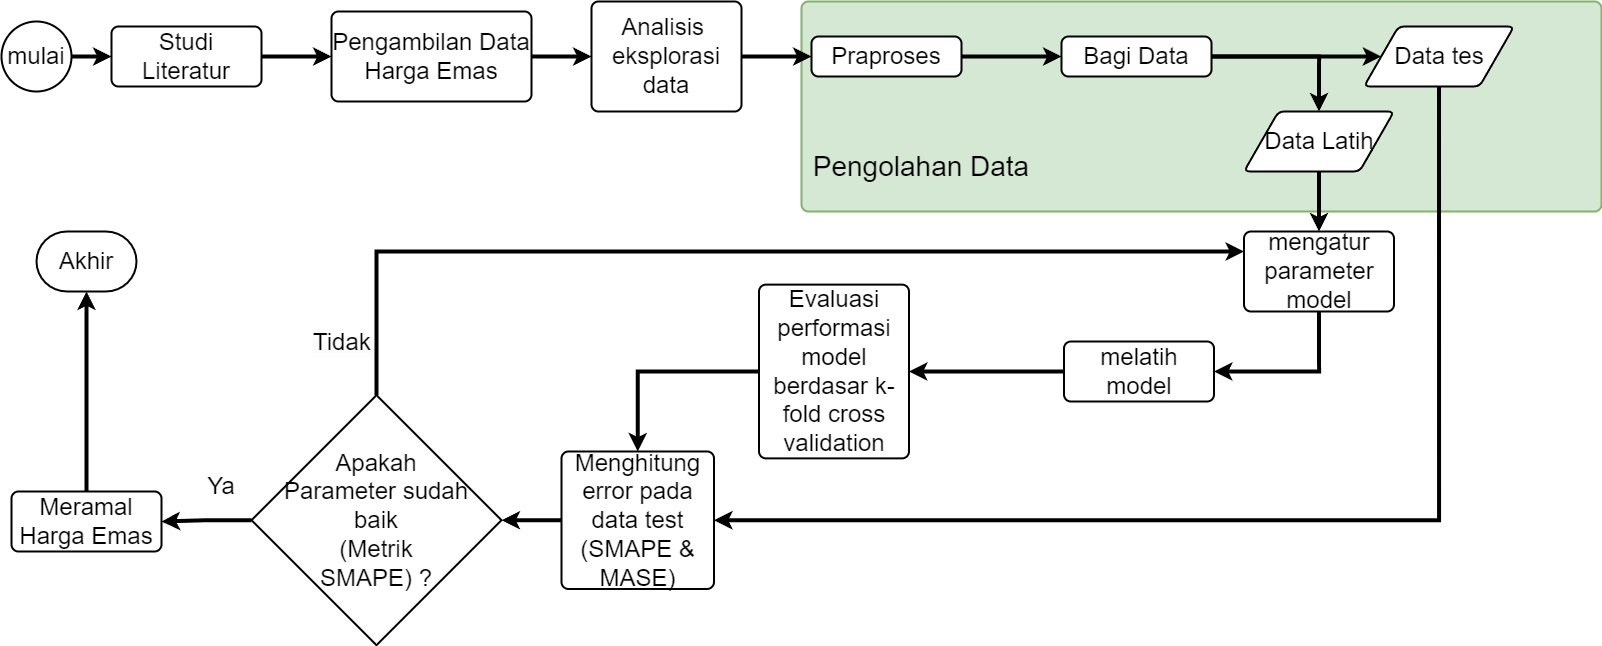 mulai
Studi
Literatur
Pengambilan Data
Harga Emas
Analisis
eksplorasi
data
Praproses
Bagi Data
Data tes
Data Latih
Pengolahan Data
mengatur
parameter
model
melatih
model
Evaluasi
performasi
model
berdasar k-
fold cross
validation
Menghitung
error pada
data test
(SMAPE &
MASE)
Apakah
Parameter sudah
baik
(Metrik
SMAPE) ?
Tidak
Ya
Meramal
Harga Emas
Akhir